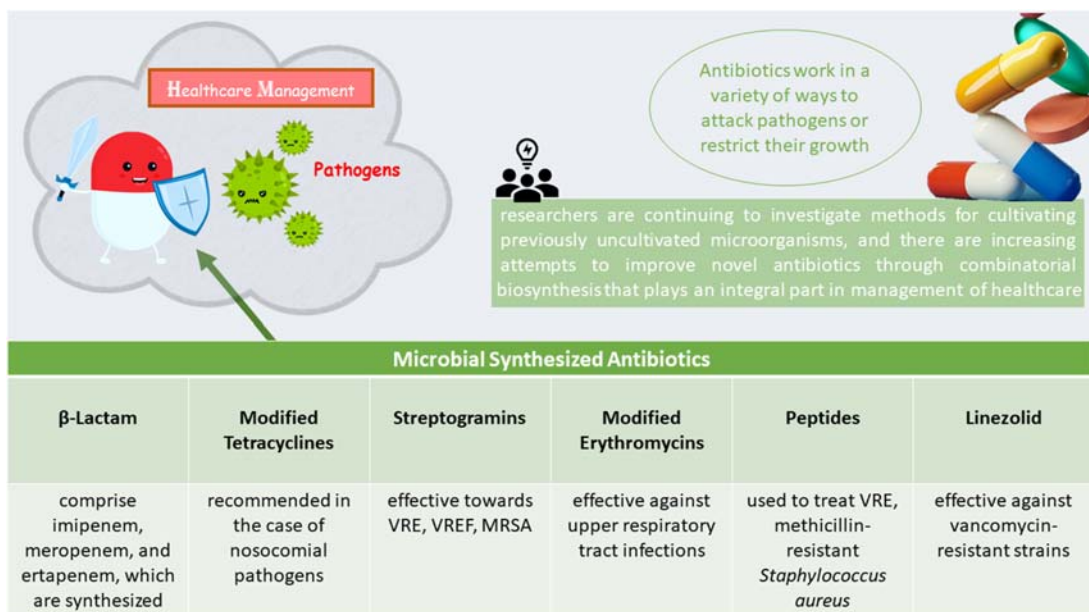 Healthcare Management
Pathogens
Antibiotics work in a
variety of ways to
attack pathogens or
restrict their growth
researchers are continuing to investigate methods for cultivating
previously uncultivated microorganisms, and there are increasing
attempts to improve novel antibiotics through combinatorial
biosynthesis that plays an integral part in management of healthcare
Microbial Synthesized Antibiotics
β-Lactam
Modified
Tetracyclines
Streptogramins
Modified
Erythromycins
Peptides
Linezolid
comprise
imipenem,
meropenem, and
ertapenem, which
are synthesized
recommended in
the case of
nosocomial
pathogens
effective towards
VRE, VREF, MRSA
effective against
upper respiratory
tract infections
used to treat VRE,
methicillin-
resistant
Staphylococcus
aureus
effective against
vancomycin-
resistant strains